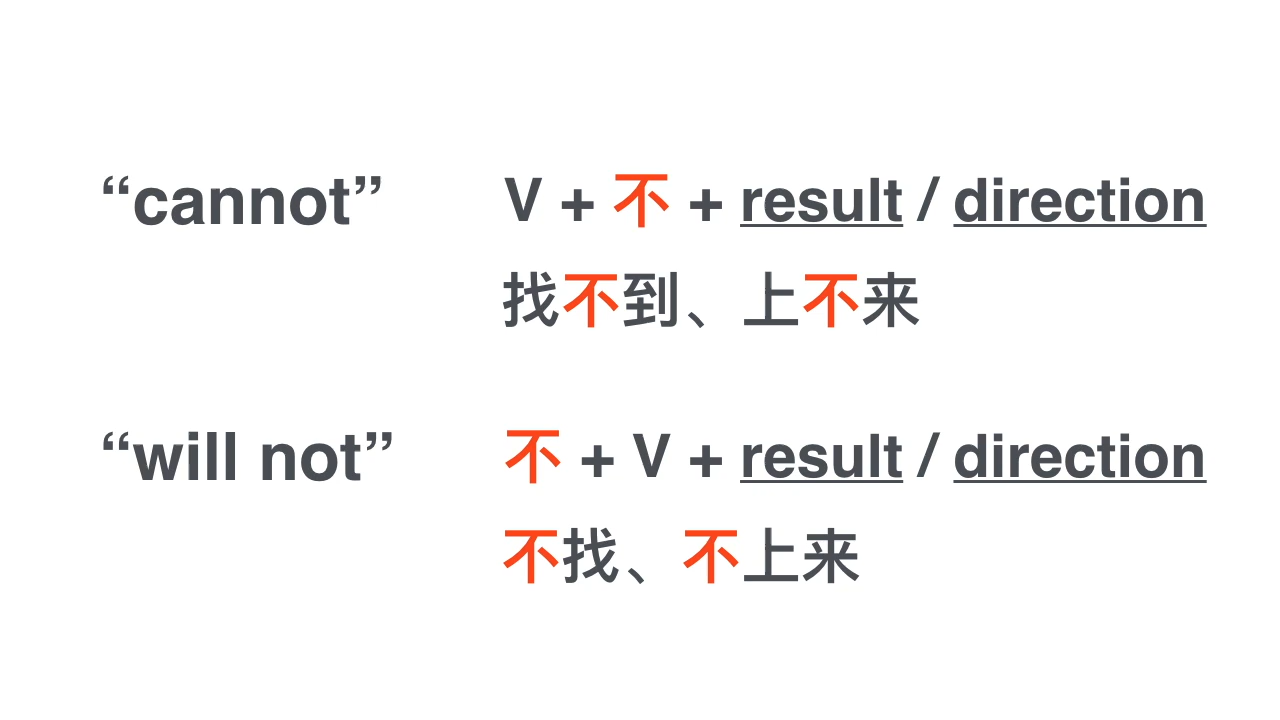 “cannot” V + 不 + result / direction
找不到、上不来
“will not” 不 + V + result / direction
不找、不上来